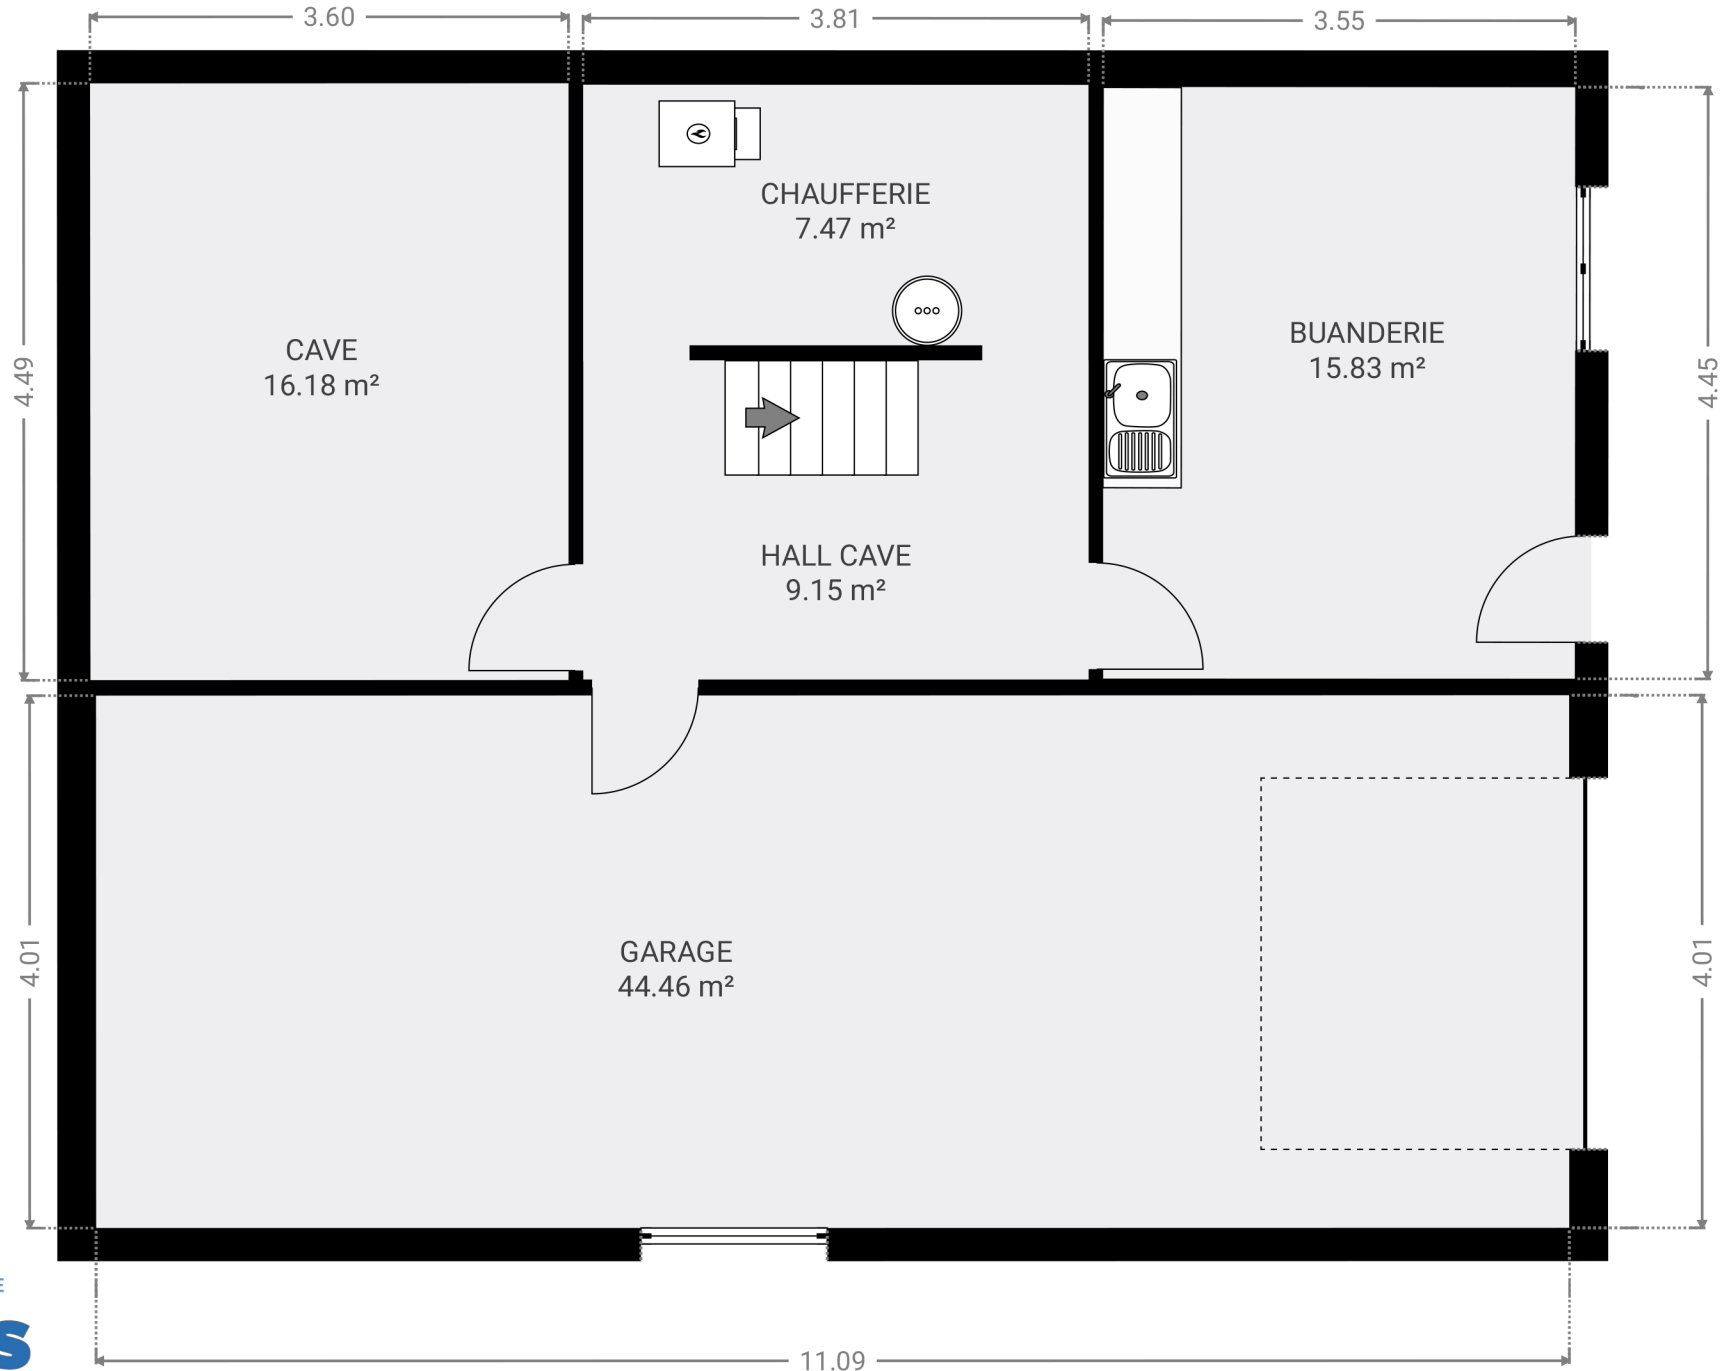 3.60
3.81
3.55
CHAUFFERIE
7.47 m²
CAVE
16.18 m²
BUANDERIE
15.83 m²
4.49
4.45
HALL CAVE
9.15 m²
GARAGE
44.46 m²
4.01
4.01
E
S
11.09